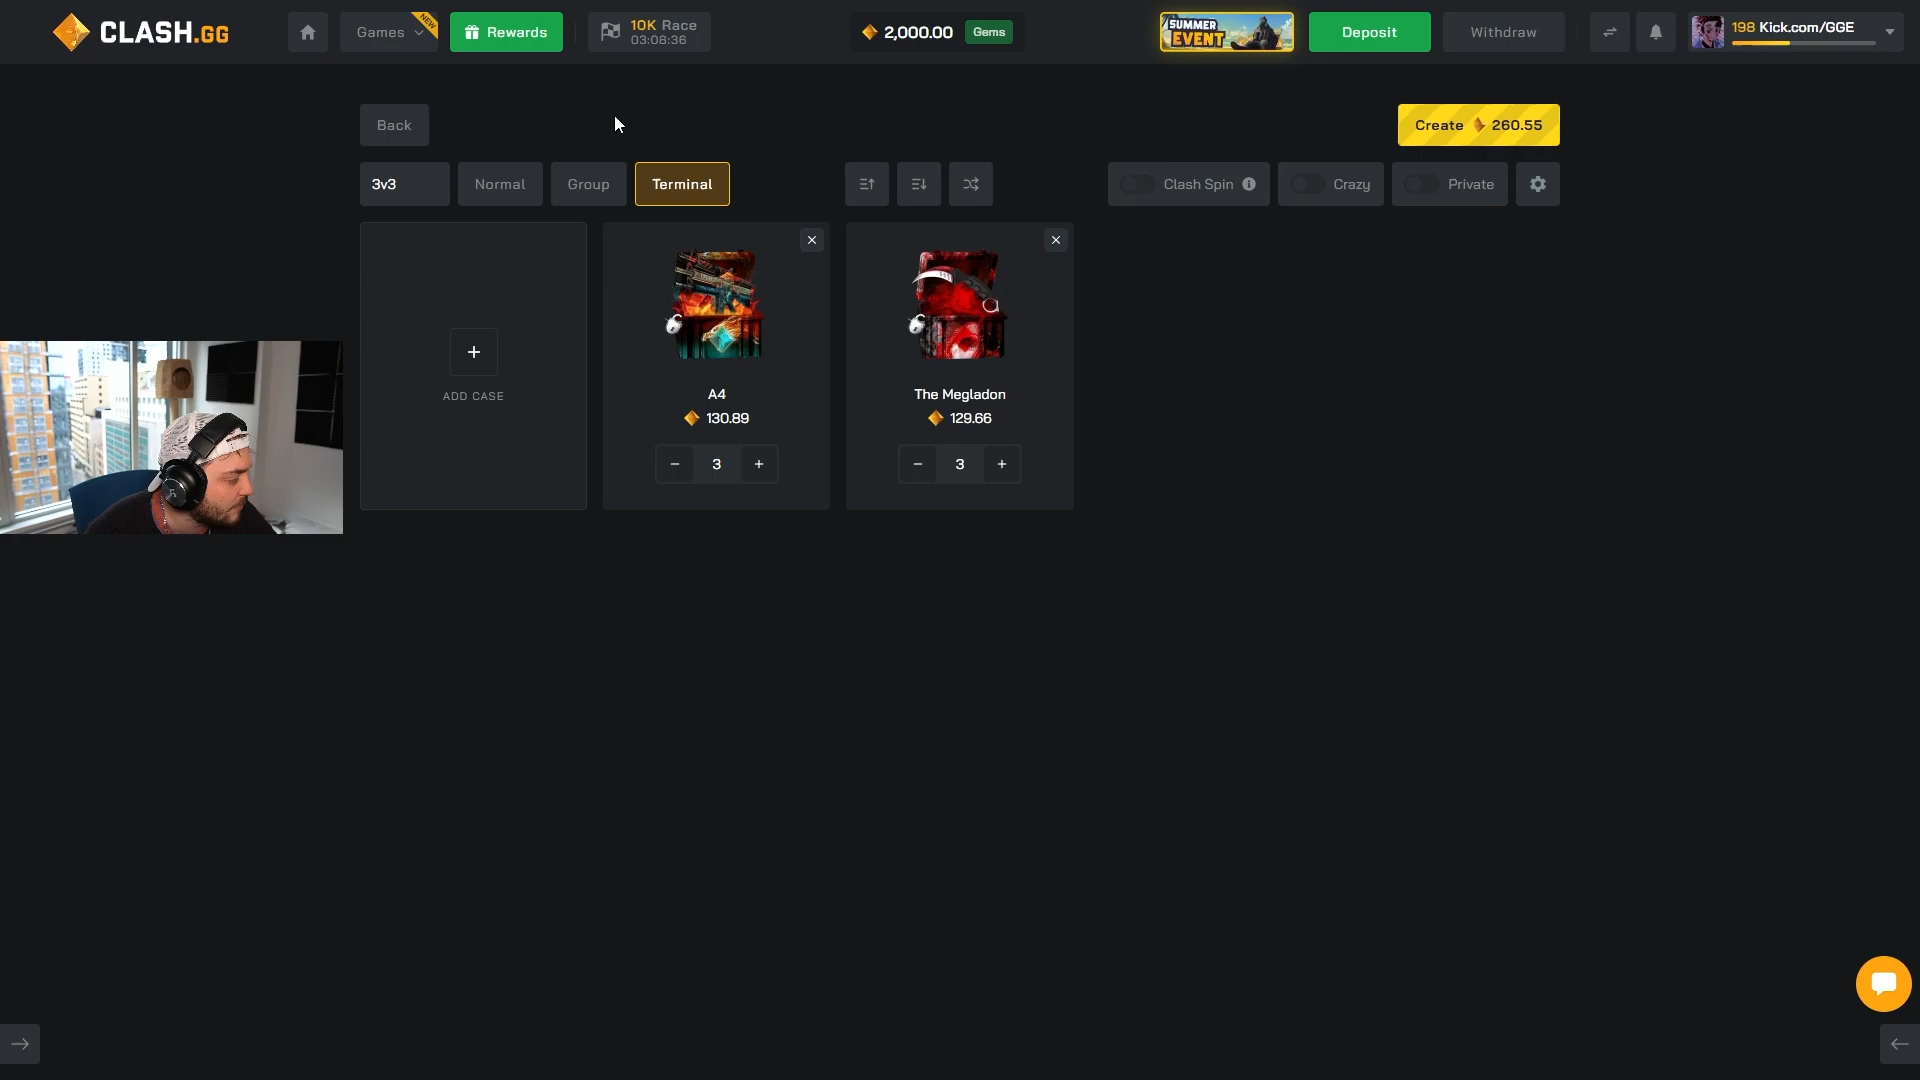 CLASH.GG
Games
NEW
Rewards
10K Race
03:08:36
2,000.00
Gems
SUMMER
EVENT
Deposit
Withdraw
198 Kick.com/GGE
Back
Create 260.55
3v3
Normal
Group
Terminal
Clash Spin
Crazy
Private
ADD CASE
A4
130.89
3
The Megladon
129.66
3